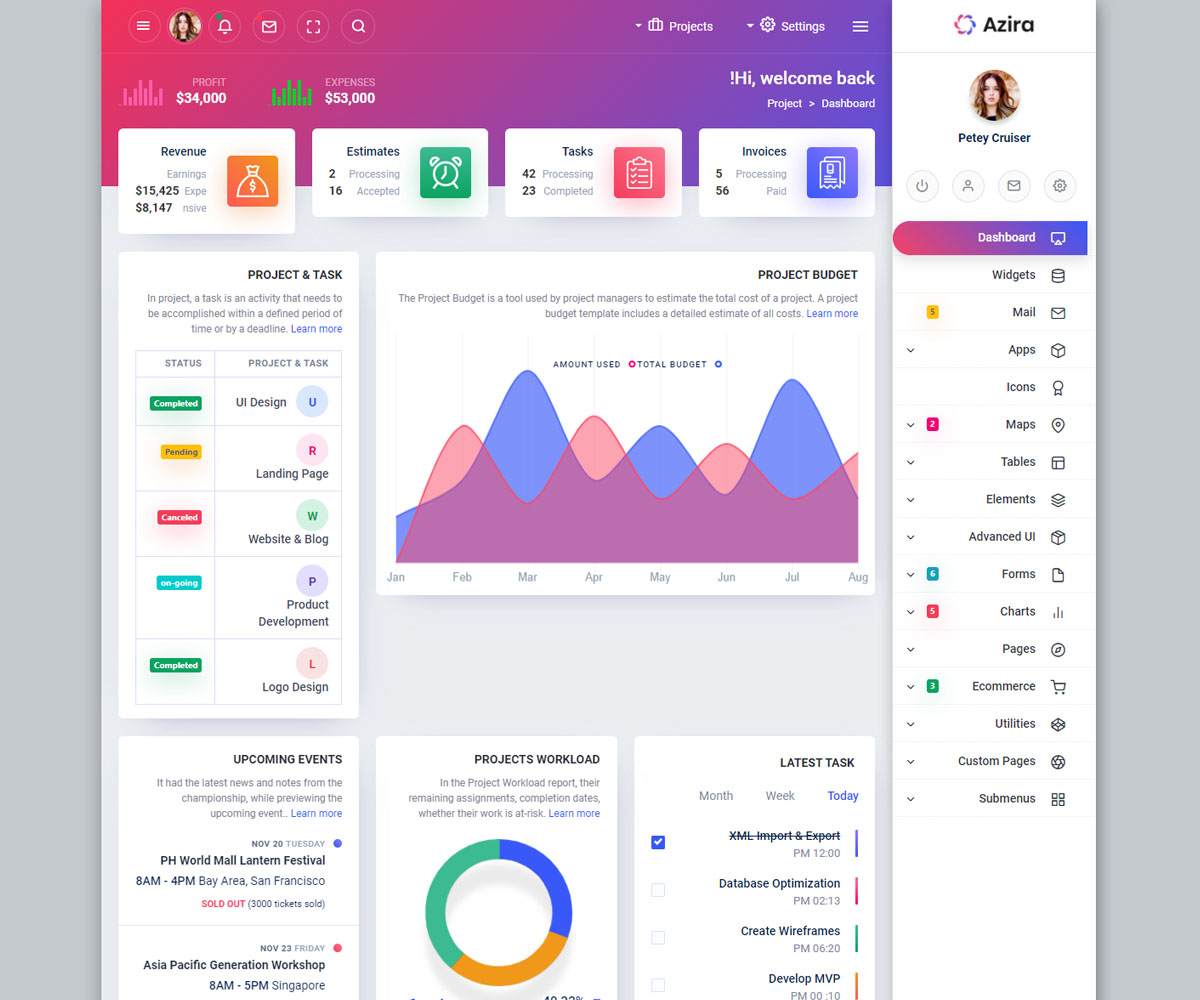 Projects
Settings
Azira
PROFIT
$34,000
EXPENSES
$53,000
!Hi, welcome back
Project > Dashboard
Petey Cruiser
Revenue
Earnings
$15,425 Expe
$8,147 nsive
Estimates
2 Processing
16 Accepted
Tasks
42 Processing
23 Completed
Invoices
5 Processing
56 Paid
Dashboard
Widgets
5 Mail
Apps
Icons
2 Maps
Tables
Elements
Advanced UI
6 Forms
5 Charts
Pages
3 Ecommerce
Utilities
Custom Pages
Submenus
PROJECT & TASK
In project, a task is an activity that needs to
be accomplished within a defined period of
time or by a deadline. Learn more
STATUS PROJECT & TASK
Completed UI Design U
Pending R
Landing Page
Canceled W
Website & Blog
on-going P
Product
Development
Completed L
Logo Design
PROJECT BUDGET
The Project Budget is a tool used by project managers to estimate the total cost of a project. A project
budget template includes a detailed estimate of all costs. Learn more
AMOUNT USED TOTAL BUDGET
Jan Feb Mar Apr May Jun Jul Aug
UPCOMING EVENTS
It had the latest news and notes from the
championship, while previewing the
upcoming event.. Learn more
NOV 20 TUESDAY
PH World Mall Lantern Festival
8AM - 4PM Bay Area, San Francisco
SOLD OUT (3000 tickets sold)
NOV 23 FRIDAY
Asia Pacific Generation Workshop
8AM - 5PM Singapore
PROJECTS WORKLOAD
In the Project Workload report, their
remaining assignments, completion dates,
whether their work is at-risk. Learn more
LATEST TASK
Month Week Today
XML Import & Export
PM 12:00
Database Optimization
PM 02:13
Create Wireframes
PM 06:20
Develop MVP
PM 00 :10